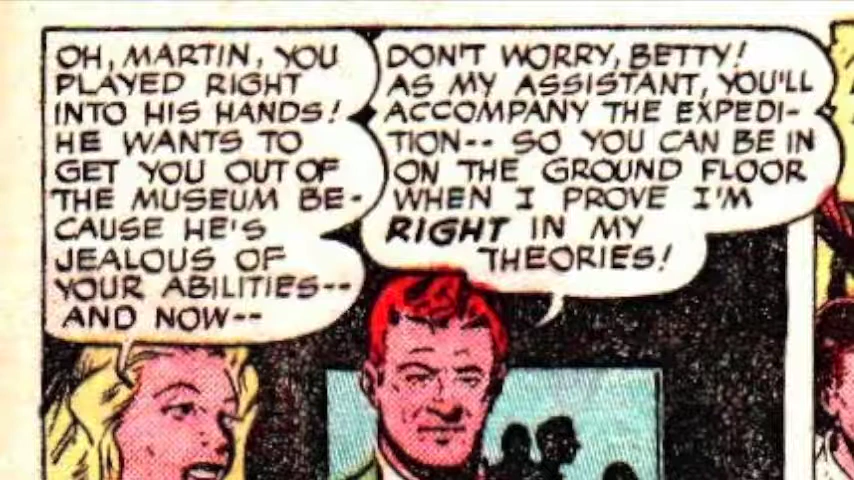 OH, MARTIN, YOU
PLAYED RIGHT
INTO HIS HANDS!
HE WANTS TO
GET YOU OUT OF
THE MUSEUM BE-
CAUSE HE'S
JEALOUS OF
YOUR ABILITIES--
AND NOW--
DON'T WORRY, BETTY!
AS MY ASSISTANT, YOU'LL
ACCOMPANY THE EXPEDI-
TION-- SO YOU CAN BE IN
ON THE GROUND FLOOR
WHEN I PROVE I'M
RIGHT IN MY
THEORIES!